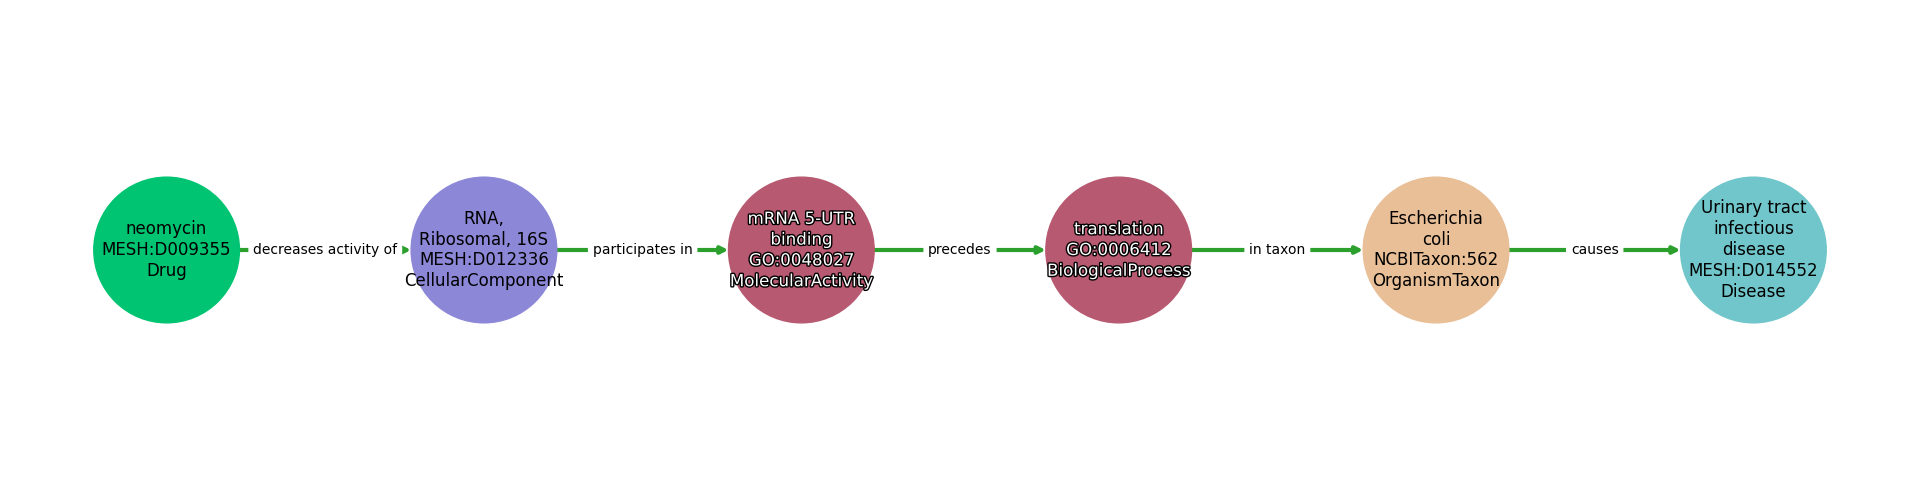 neomycin
MESH:D009355
Drug
decreases activity of
RNA,
Ribosomal, 16S
MESH:D012336
CellularComponent
participates in
mRNA 5-UTR
binding
GO:0048027
MolecularActivity
precedes
translation
GO:0006412
BiologicalProcess
in taxon
Escherichia
coli
NCBITaxon:562
OrganismTaxon
causes
Urinary tract
infectious
disease
MESH:D014552
Disease